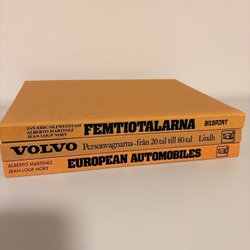 JAN-ERIC OLEWENSTAM
ALBERTO MARTINEZ
JEAN LOUP NORY
FEMTIOTALARNA
BILSPORT
VOLVO Personvagnarna - från 20 tal till 80 tal Lindh
ALBERTO MARTINEZ
JEAN-LOUP NORY
EUROPEAN AUTOMOBILES